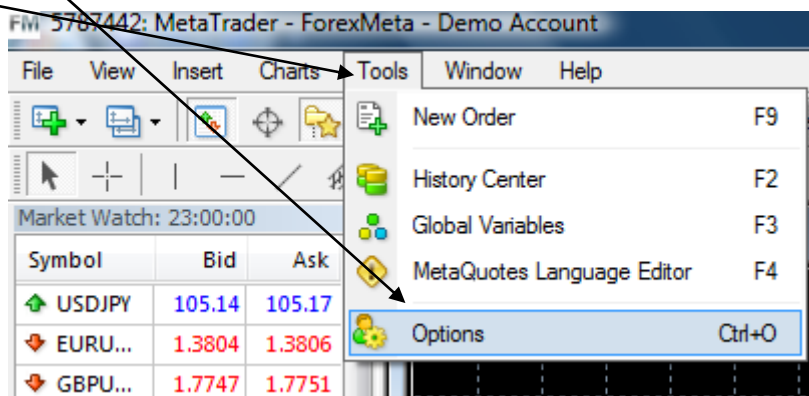 FM 5787442: MetaTrader - ForexMeta - Demo Account
File View Insert Charts Tools Window Help
New Order F9
History Center F2
Global Variables F3
MetaQuotes Language Editor F4
Options Ctrl+O
Market Watch: 23:00:00
Symbol Bid Ask
USDJPY 105.14 105.17
EURU... 1.3804 1.3806
GBPU... 1.7747 1.7751